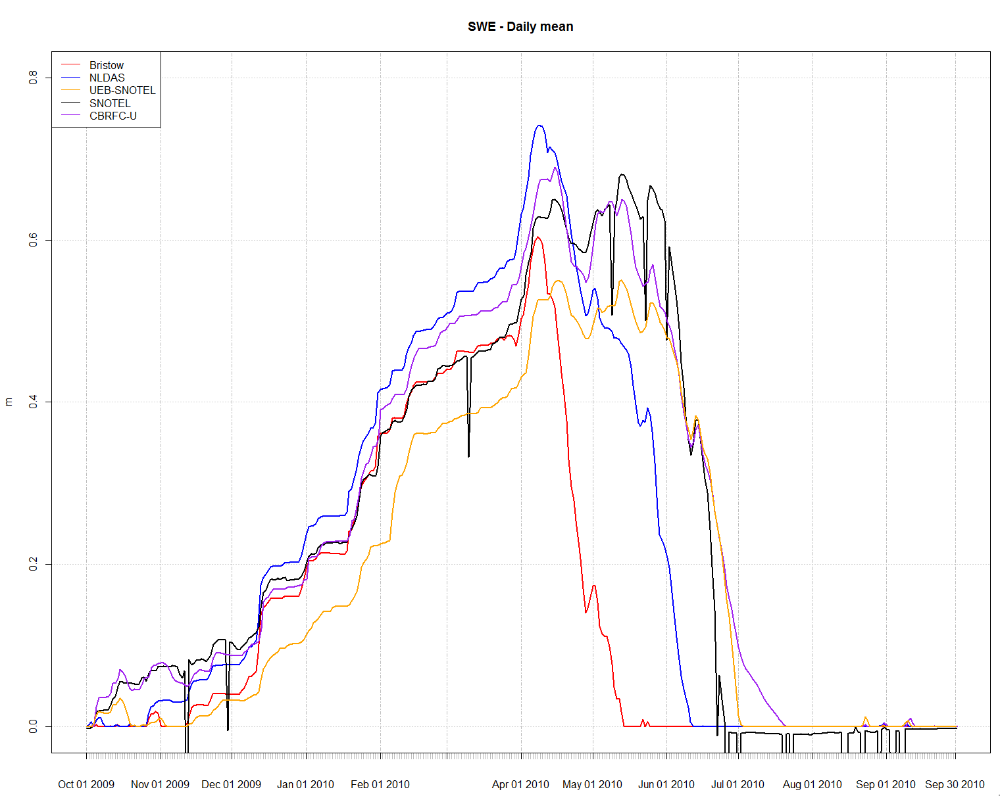 SWE - Daily mean
Bristow
NLDAS
UEB-SNOTEL
SNOTEL
CBRFC-U
0.8
0.6
0.4
0.2
0.0
m
Oct 01 2009 Nov 01 2009 Dec 01 2009 Jan 01 2010 Feb 01 2010 Apr 01 2010 May 01 2010 Jun 01 2010 Jul 01 2010 Aug 01 2010 Sep 01 2010 Sep 30 2010